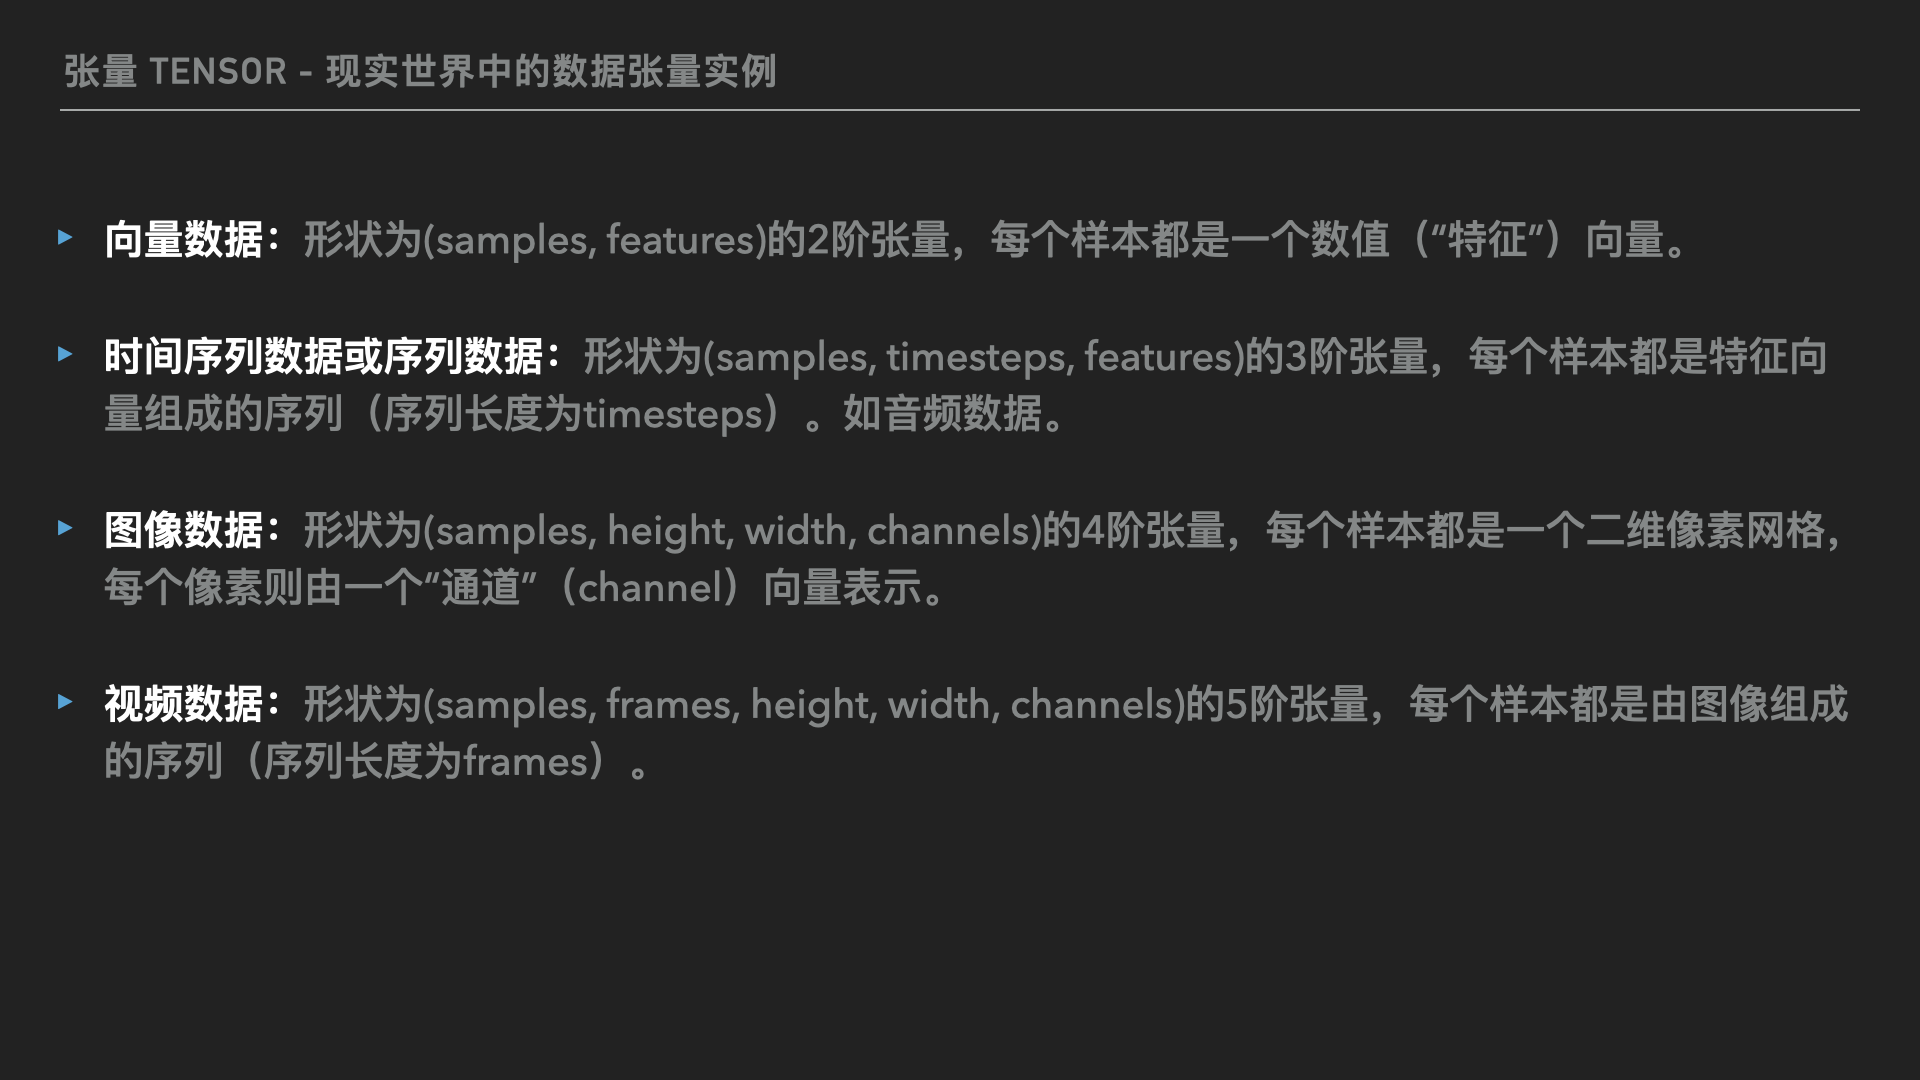 张量 TENSOR - 现实世界中的数据张量实例
▸ 向量数据：形状为(samples, features)的2阶张量，每个样本都是一个数值（“特征”）向量。
▸ 时间序列数据或序列数据：形状为(samples, timesteps, features)的3阶张量，每个样本都是特征向
量组成的序列（序列长度为timesteps）。如音频数据。
▸ 图像数据：形状为(samples, height, width, channels)的4阶张量，每个样本都是一个二维像素网格，
每个像素则由一个“通道”（channel）向量表示。
▸ 视频数据：形状为(samples, frames, height, width, channels)的5阶张量，每个样本都是由图像组成
的序列（序列长度为frames）。